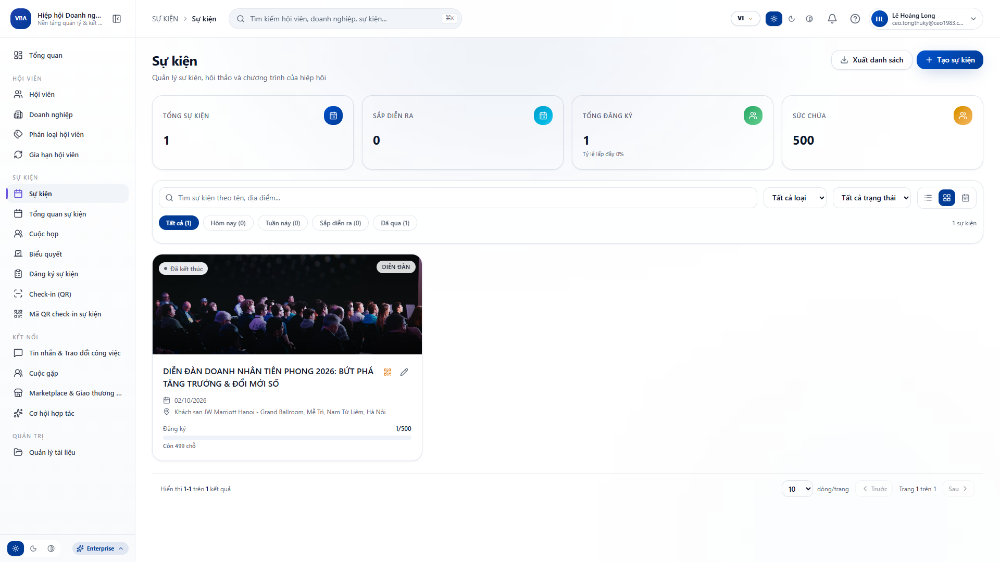 VBA
Hiệp hội Doanh ng...
Nền tảng quản lý & kết ...
SỰ KIỆN > Sự kiện
Tìm kiếm hội viên, doanh nghiệp, sự kiện...
⌘K
VI
HL
Lê Hoàng Long
ceo.tongthuky@ceo1983.c...
Tổng quan
HỘI VIÊN
Hội viên
Doanh nghiệp
Phân loại hội viên
Gia hạn hội viên
SỰ KIỆN
Sự kiện
Tổng quan sự kiện
Cuộc họp
Biểu quyết
Đăng ký sự kiện
Check-in (QR)
Mã QR check-in sự kiện
KẾT NỐI
Tin nhắn & Trao đổi công việc
Cuộc gặp
Marketplace & Giao thương ...
Cơ hội hợp tác
QUẢN TRỊ
Quản lý tài liệu
Enterprise
Sự kiện
Quản lý sự kiện, hội thảo và chương trình của hiệp hội
Xuất danh sách
Tạo sự kiện
TỔNG SỰ KIỆN
1
SẮP DIỄN RA
0
TỔNG ĐĂNG KÝ
1
Tỷ lệ lấp đầy 0%
SỨC CHỨA
500
Tìm sự kiện theo tên, địa điểm...
Tất cả loại
Tất cả trạng thái
Tất cả (1)
Hôm nay (0)
Tuần này (0)
Sắp diễn ra (0)
Đã qua (1)
1 sự kiện
Đã kết thúc
DIỄN ĐÀN
DIỄN ĐÀN DOANH NHÂN TIÊN PHONG 2026: BỨT PHÁ
TĂNG TRƯỞNG & ĐỔI MỚI SỐ
02/10/2026
Khách sạn JW Marriott Hanoi - Grand Ballroom, Mễ Trì, Nam Từ Liêm, Hà Nội
Đăng ký
1/500
Còn 499 chỗ
Hiển thị 1-1 trên 1 kết quả
10
dòng/trang
Trước
Trang 1 trên 1
Sau